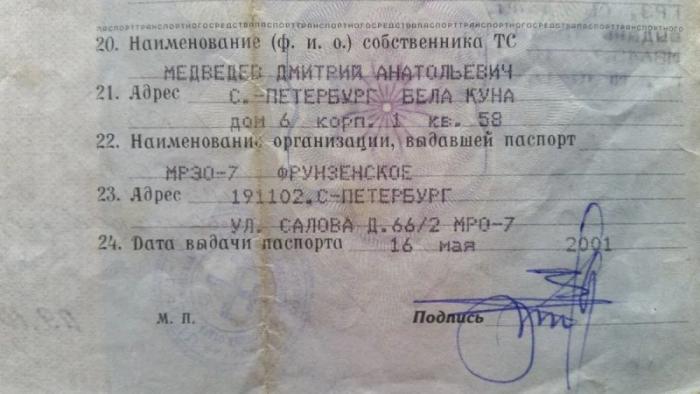 ПАСПОРТТРАНСПОРТНОГОСРЕДСТВАПАСПОРТТРАНСПОРТНОГОСРЕДСТВАПАСПОРТТРАНСПОРТНОГО
20. Наименование (ф. и. о.) собственника ТС
МЕДВЕДЕВ ДМИТРИЙ АНАТОЛЬЕВИЧ
21. Адрес С.-ПЕТЕРБУРГ БЕЛА КУНА
дом 6 корп. 1 кв. 58
22. Наименование организации, выдавшей паспорт
МРЭО-7 ФРУНЗЕНСКОЕ
23. Адрес 191102.С-ПЕТЕРБУРГ
УЛ. САЛОВА Д.66/2 МРО-7
24. Дата выдачи паспорта 16 мая 2001
м. п. Подпись